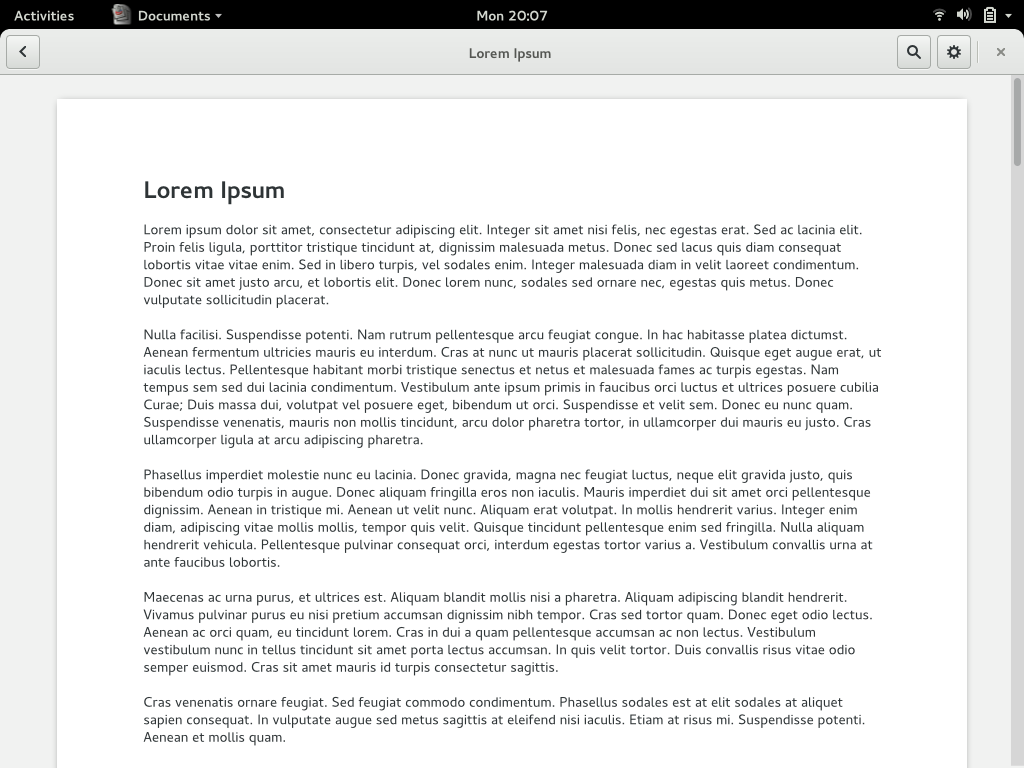 Activities Documents Mon 20:07
Lorem Ipsum
Lorem Ipsum
Lorem ipsum dolor sit amet, consectetur adipiscing elit. Integer sit amet nisi felis, nec egestas erat. Sed ac lacinia elit.
Proin felis ligula, porttitor tristique tincidunt at, dignissim malesuada metus. Donec sed lacus quis diam consequat
lobortis vitae vitae enim. Sed in libero turpis, vel sodales enim. Integer malesuada diam in velit laoreet condimentum.
Donec sit amet justo arcu, et lobortis elit. Donec lorem nunc, sodales sed ornare nec, egestas quis metus. Donec
vulputate sollicitudin placerat.
Nulla facilisi. Suspendisse potenti. Nam rutrum pellentesque arcu feugiat congue. In hac habitasse platea dictumst.
Aenean fermentum ultricies mauris eu interdum. Cras at nunc ut mauris placerat sollicitudin. Quisque eget augue erat, ut
iaculis lectus. Pellentesque habitant morbi tristique senectus et netus et malesuada fames ac turpis egestas. Nam
tempus sem sed dui lacinia condimentum. Vestibulum ante ipsum primis in faucibus orci luctus et ultrices posuere cubilia
Curae; Duis massa dui, volutpat vel posuere eget, bibendum ut orci. Suspendisse et velit sem. Donec eu nunc quam.
Suspendisse venenatis, mauris non mollis tincidunt, arcu dolor pharetra tortor, in ullamcorper dui mauris eu justo. Cras
ullamcorper ligula at arcu adipiscing pharetra.
Phasellus imperdiet molestie nunc eu lacinia. Donec gravida, magna nec feugiat luctus, neque elit gravida justo, quis
bibendum odio turpis in augue. Donec aliquam fringilla eros non iaculis. Mauris imperdiet dui sit amet orci pellentesque
dignissim. Aenean in tristique mi. Aenean ut velit nunc. Aliquam erat volutpat. In mollis hendrerit varius. Integer enim
diam, adipiscing vitae mollis mollis, tempor quis velit. Quisque tincidunt pellentesque enim sed fringilla. Nulla aliquam
hendrerit vehicula. Pellentesque pulvinar consequat orci, interdum egestas tortor varius a. Vestibulum convallis urna at
ante faucibus lobortis.
Maecenas ac urna purus, et ultrices est. Aliquam blandit mollis nisi a pharetra. Aliquam adipiscing blandit hendrerit.
Vivamus pulvinar purus eu nisi pretium accumsan dignissim nibh tempor. Cras sed tortor quam. Donec eget odio lectus.
Aenean ac orci quam, eu tincidunt lorem. Cras in dui a quam pellentesque accumsan ac non lectus. Vestibulum
vestibulum nunc in tellus tincidunt sit amet porta lectus accumsan. In quis velit tortor. Duis convallis risus vitae odio
semper euismod. Cras sit amet mauris id turpis consectetur sagittis.
Cras venenatis ornare feugiat. Sed feugiat commodo condimentum. Phasellus sodales est at elit sodales at aliquet
sapien consequat. In vulputate augue sed metus sagittis at eleifend nisi iaculis. Etiam at risus mi. Suspendisse potenti.
Aenean et mollis quam.